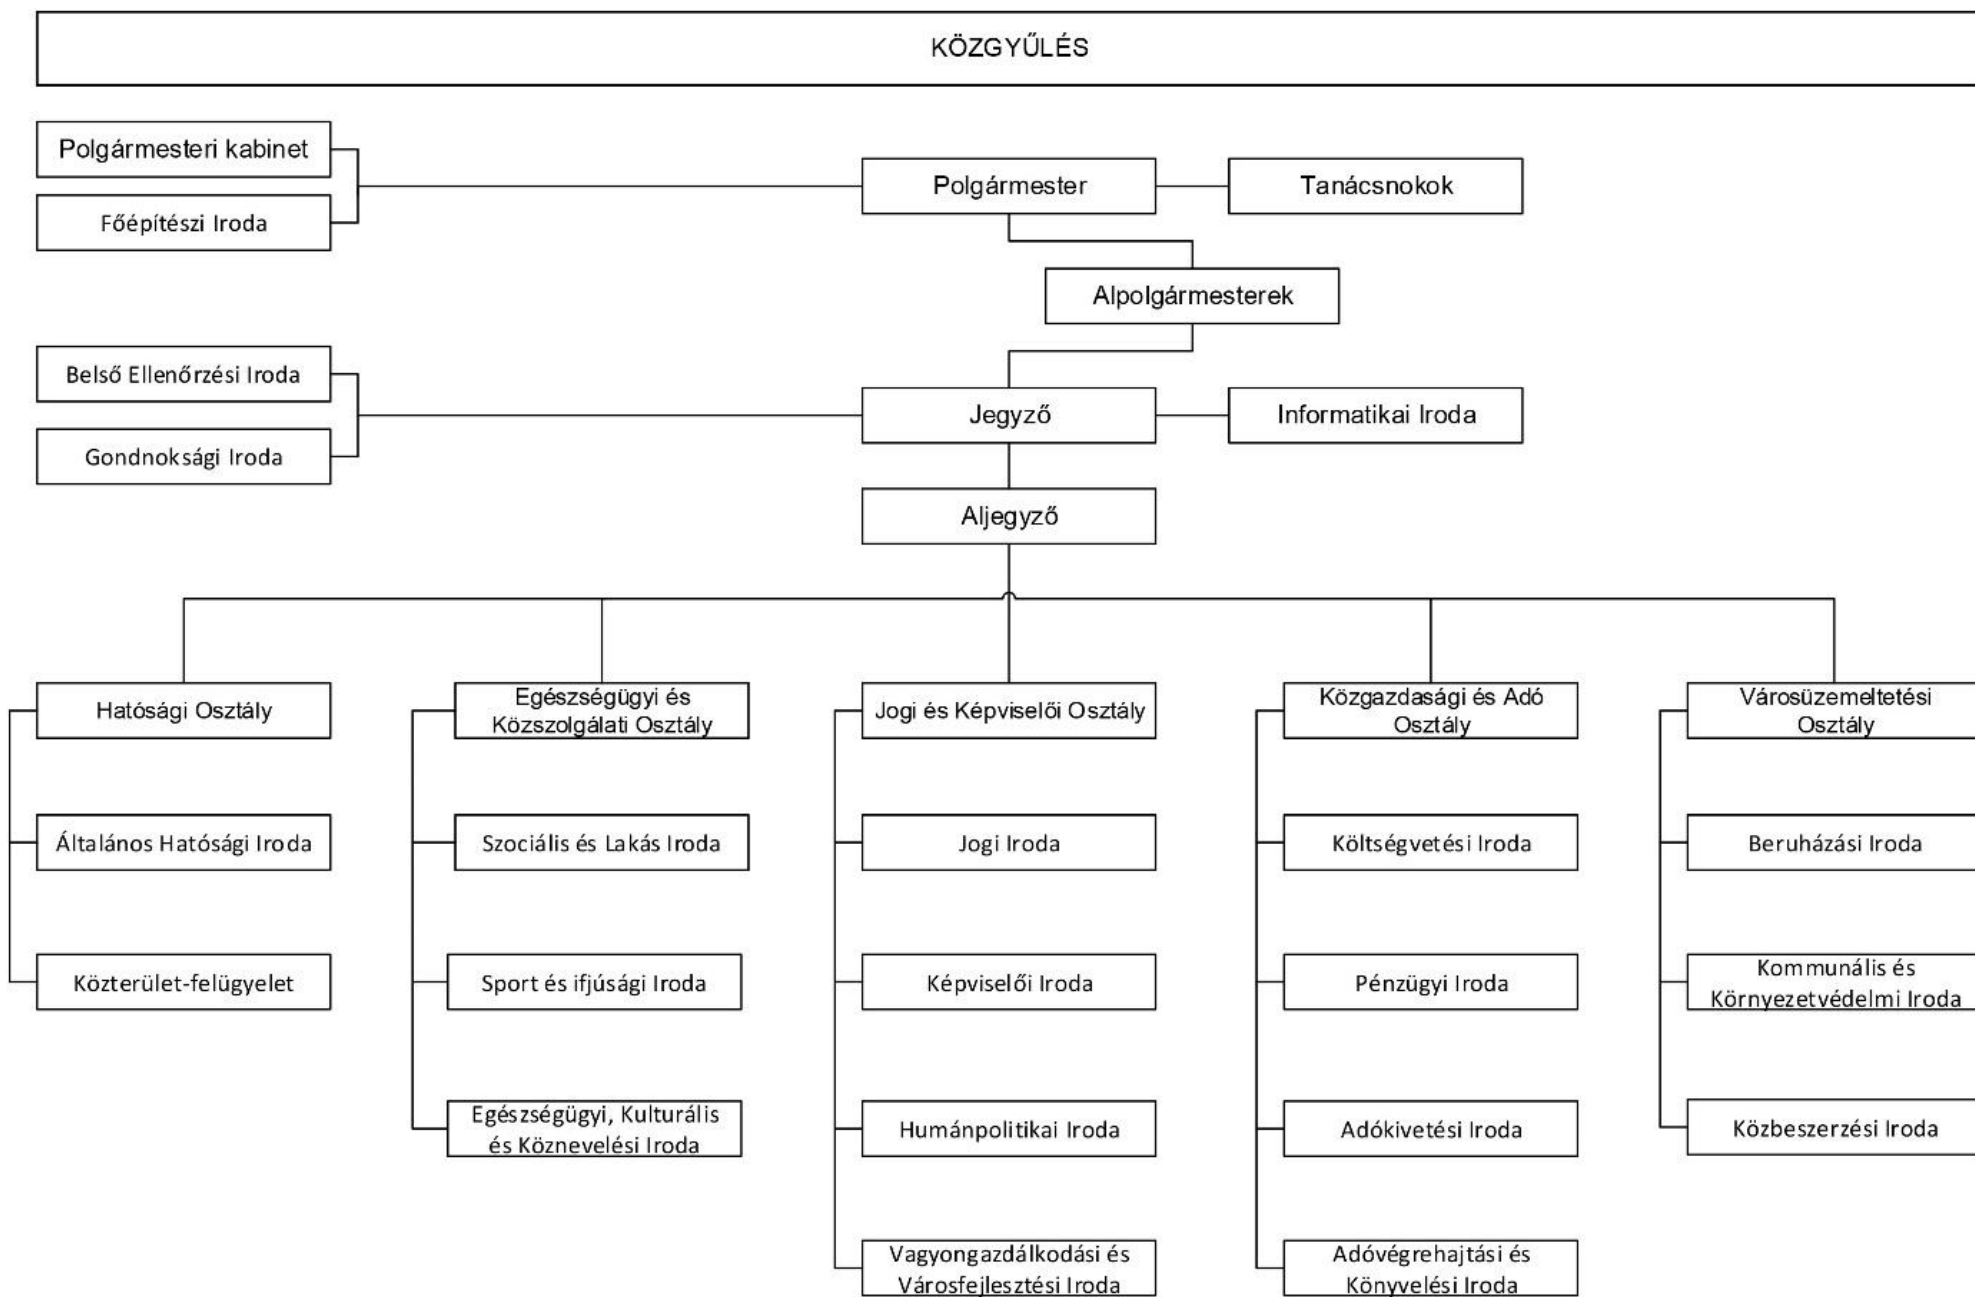 KÖZGYŰLÉS
Polgármesteri kabinet
Főépítészi Iroda
Polgármester
Tanácsnokok
Alpolgármesterek
Belső Ellenőrzési Iroda
Gondnoksági Iroda
Jegyző
Informatikai Iroda
Aljegyző
Hatósági Osztály
Általános Hatósági Iroda
Közterület-felügyelet
Egészségügyi és
Közszolgálati Osztály
Szociális és Lakás Iroda
Sport és ifjúsági Iroda
Egészségügyi, Kulturális
és Köznevelési Iroda
Jogi és Képviselői Osztály
Jogi Iroda
Képviselői Iroda
Humánpolitikai Iroda
Vagyongazdálkodási és
Városfejlesztési Iroda
Közgazdasági és Adó
Osztály
Költségvetési Iroda
Pénzügyi Iroda
Adókivetési Iroda
Adóvégrehajtási és
Könyvelési Iroda
Városüzemeltetési
Osztály
Beruházási Iroda
Kommunális és
Környezetvédelmi Iroda
Közbeszerzési Iroda